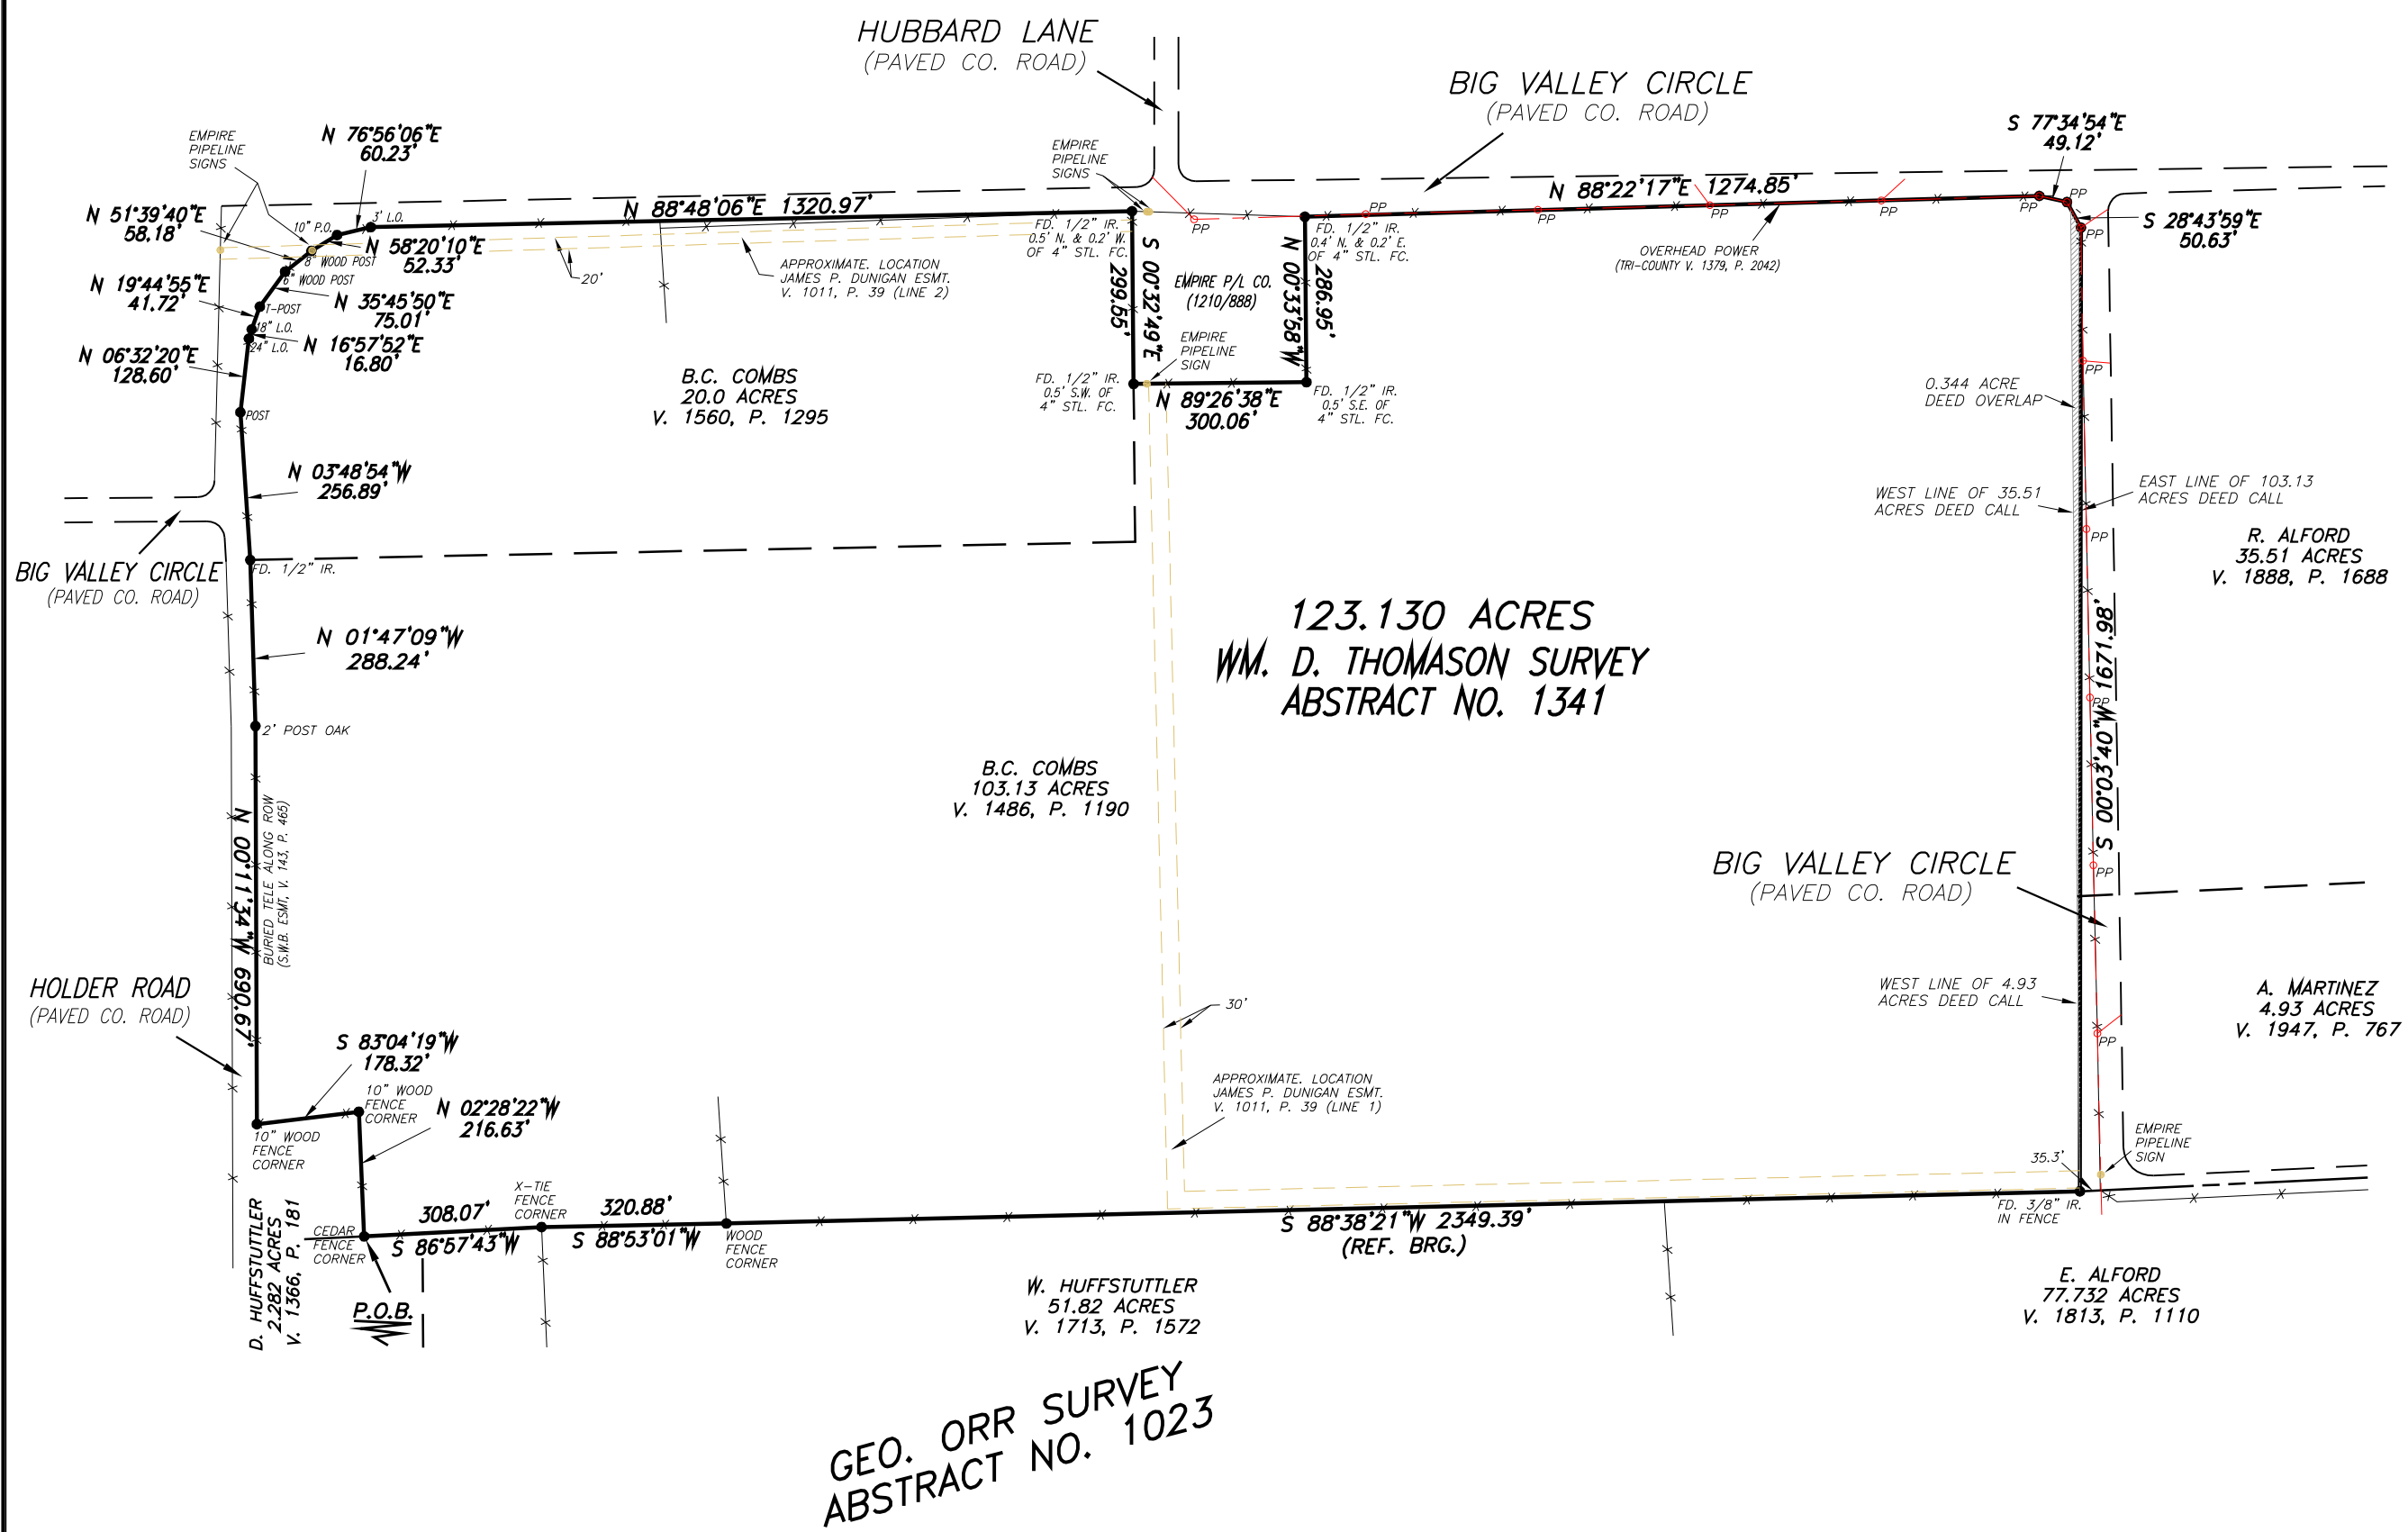 HUBBARD LANE
(PAVED CO. ROAD)
BIG VALLEY CIRCLE
(PAVED CO. ROAD)
S 77°34'54"E
49.12'
EMPIRE
PIPELINE
SIGNS
N 76°56'06"E
60.23'
EMPIRE
PIPELINE
SIGNS
N 51°39'40"E
58.18'
10" P.O.
3' L.O.
N 88°48'06"E 1320.97'
N 88°22'17"E 1274.85'
PP
PP
PP
PP
PP
PP
PP
PP
S 28°43'59"E
50.63'
N 58°20'10"E
52.33'
8" WOOD POST
6" WOOD POST
FD. 1/2" IR.
0.5' N. & 0.2' W.
OF 4" STL. FC.
FD. 1/2" IR.
0.4' N. & 0.2' E.
OF 4" STL. FC.
OVERHEAD POWER
(TRI-COUNTY V. 1379, P. 2042)
20'
APPROXIMATE. LOCATION
JAMES P. DUNIGAN ESMT.
V. 1011, P. 39 (LINE 2)
S 00°32'49"E
299.55'
EMPIRE P/L CO.
(1210/888)
N 00°33'58"W
286.95'
N 19°44'55"E
41.72'
N 35°45'50"E
75.01'
T-POST
18" L.O.
24" L.O.
N 16°57'52"E
16.80'
N 06°32'20"E
128.60'
EMPIRE
PIPELINE
SIGN
FD. 1/2" IR.
0.5' S.W. OF
4" STL. FC.
N 89°26'38"E
300.06'
FD. 1/2" IR.
0.5' S.E. OF
4" STL. FC.
B.C. COMBS
20.0 ACRES
V. 1560, P. 1295
PP
0.344 ACRE
DEED OVERLAP
POST
N 03°48'54"W
256.89'
WEST LINE OF 35.51
ACRES DEED CALL
EAST LINE OF 103.13
ACRES DEED CALL
PP
R. ALFORD
35.51 ACRES
V. 1888, P. 1688
BIG VALLEY CIRCLE
(PAVED CO. ROAD)
FD. 1/2" IR.
123.130 ACRES
WM. D. THOMASON SURVEY
ABSTRACT NO. 1341
N 01°47'09"W
288.24'
2' POST OAK
PP
S 00°03'40"W 1671.98'
B.C. COMBS
103.13 ACRES
V. 1486, P. 1190
N 00°11'34"W 690.67'
BURIED TELE ALONG ROW
(S.W.B. ESMT, V. 143, P. 465)
BIG VALLEY CIRCLE
(PAVED CO. ROAD)
PP
HOLDER ROAD
(PAVED CO. ROAD)
30'
WEST LINE OF 4.93
ACRES DEED CALL
A. MARTINEZ
4.93 ACRES
V. 1947, P. 767
PP
S 83°04'19"W
178.32'
10" WOOD
FENCE
CORNER
N 02°28'22"W
216.63'
APPROXIMATE. LOCATION
JAMES P. DUNIGAN ESMT.
V. 1011, P. 39 (LINE 1)
10" WOOD
FENCE
CORNER
EMPIRE
PIPELINE
SIGN
35.3'
X-TIE
FENCE
CORNER
308.07'
S 86°57'43"W
320.88'
S 88°53'01"W
WOOD
FENCE
CORNER
S 88°38'21"W 2349.39'
(REF. BRG.)
FD. 3/8" IR.
IN FENCE
CEDAR
FENCE
CORNER
D. HUFFSTUTTLER
2.282 ACRES
V. 1366, P. 181
P.O.B.
W. HUFFSTUTTLER
51.82 ACRES
V. 1713, P. 1572
E. ALFORD
77.732 ACRES
V. 1813, P. 1110
GEO. ORR SURVEY
ABSTRACT NO. 1023